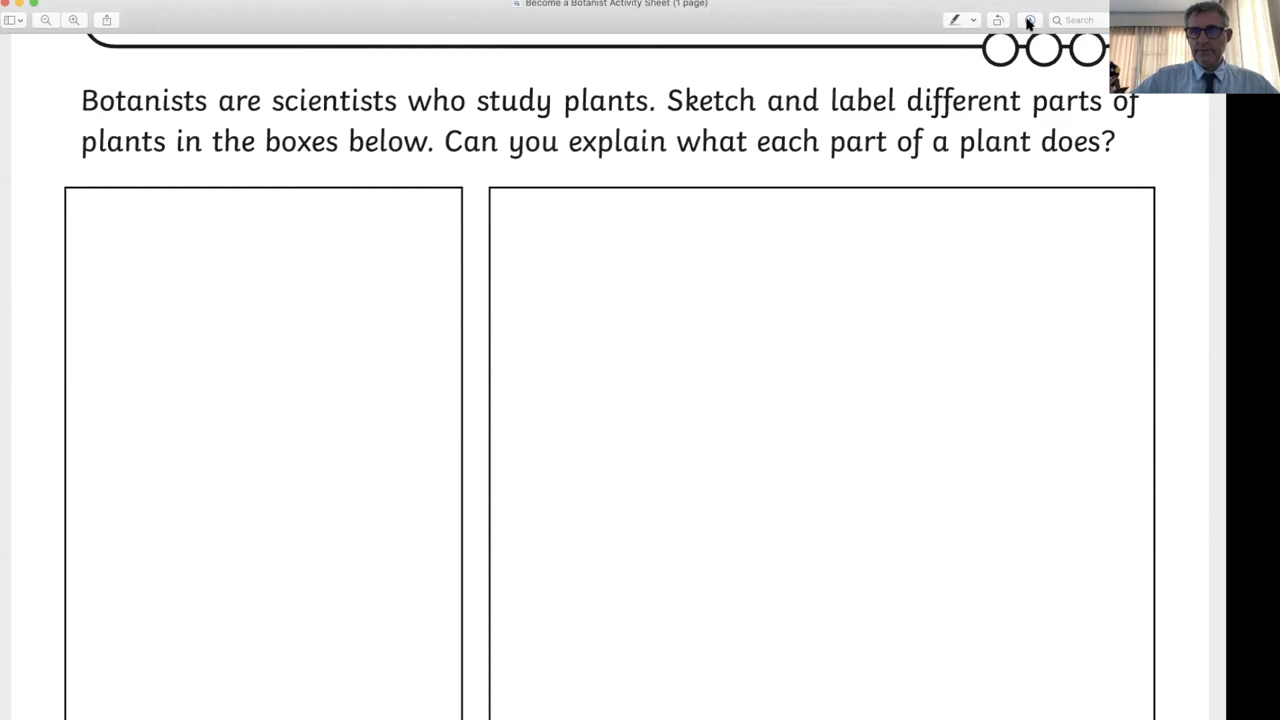 Become a Botanist Activity Sheet (1 page)
Search
Botanists are scientists who study plants. Sketch and label different parts of
plants in the boxes below. Can you explain what each part of a plant does?